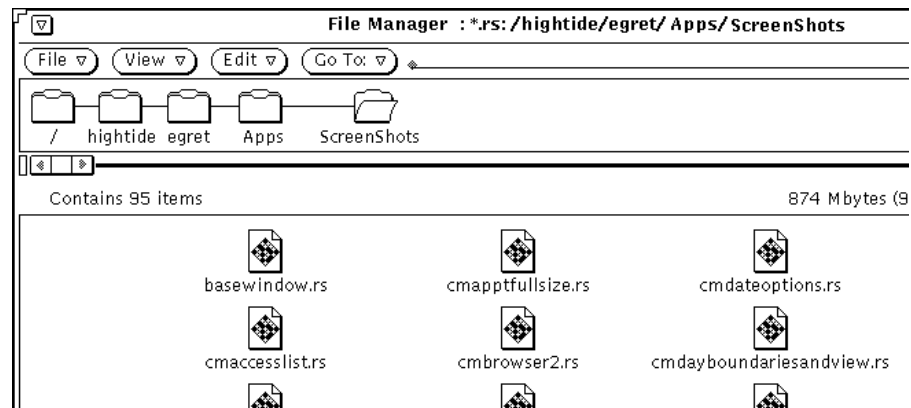 File Manager : *.rs: /hightide/egret/ Apps/ ScreenShots
File View Edit Go To:
/ hightide egret Apps ScreenShots
Contains 95 items 874 Mbytes (9
basewindow.rs cmapptfullsize.rs cmdateoptions.rs
cmaccesslist.rs cmbrowser2.rs cmdayboundariesandview.rs